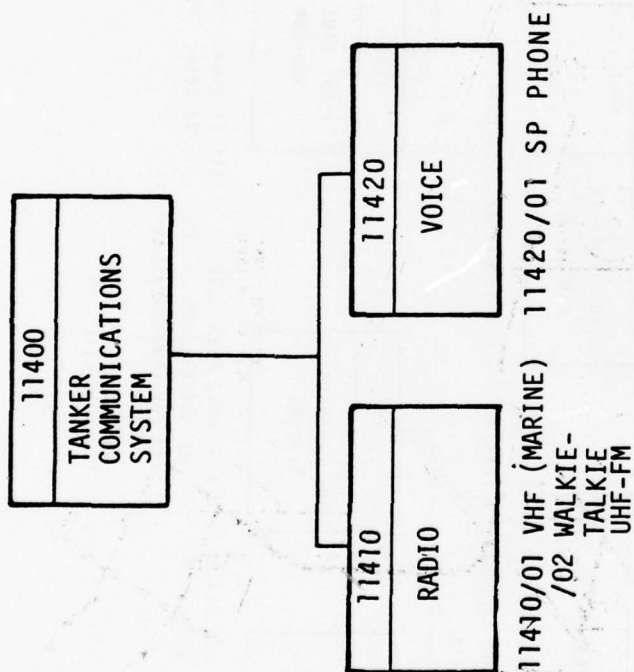 11400
TANKER
COMMUNICATIONS
SYSTEM
11410
RADIO
11420
VOICE
11410/01 VHF (MARINE)
/02 WALKIE-
TALKIE
UHF-FM
11420/01 SP PHONE